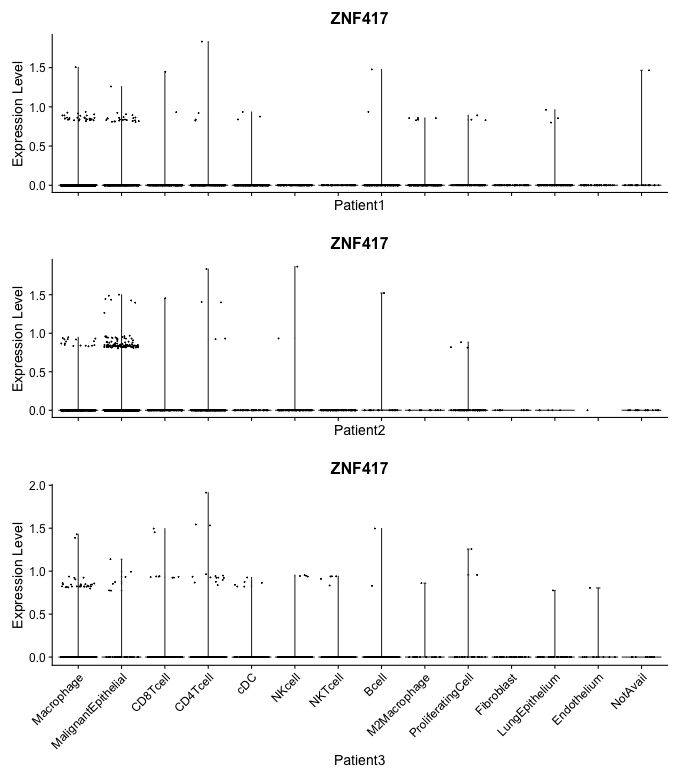 ZNF417
Expression Level
1.5
1.0
0.5
0.0
Patient1
ZNF417
Expression Level
1.5
1.0
0.5
0.0
Patient2
ZNF417
Expression Level
2.0
1.5
1.0
0.5
0.0
Macrophage
MalignantEpithelial
CD8Tcell
CD4Tcell
cDC
NKcell
NKTcell
Bcell
M2Macrophage
ProliferatingCell
Fibroblast
LungEpithelium
Endothelium
NotAvail
Patient3